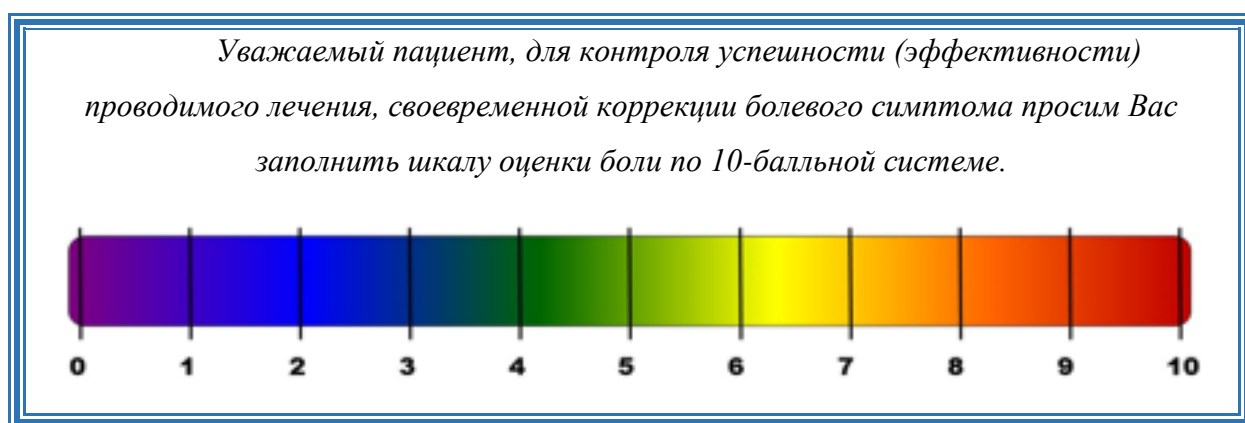 Уважаемый пациент, для контроля успешности (эффективности)
проводимого лечения, своевременной коррекции болевого симптома просим Вас
заполнить шкалу оценки боли по 10-балльной системе.
0 1 2 3 4 5 6 7 8 9 10